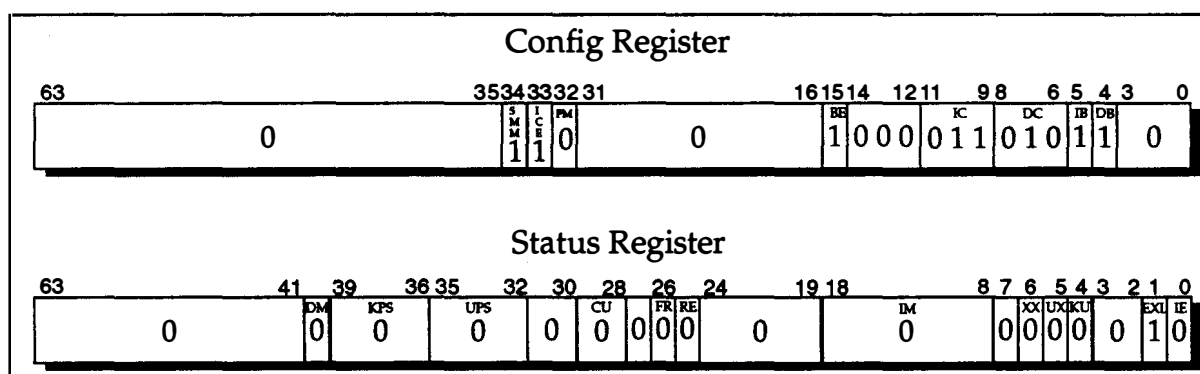 Config Register
63 35 34 33 32 31 16 15 14 12 11 9 8 6 5 4 3 0
SMM ICE PM BE IC DC IB DB
0 1 1 0 0 1 0 0 0 0 1 1 0 1 0 1 1 0
Status Register
63 41 39 36 35 32 30 28 26 24 19 18 8 7 6 5 4 3 2 1 0
DM KPS UPS CU FR RE IM XX UX KU EXL IE
0 0 0 0 0 0 0 0 0 0 0 0 0 0 0 0 1 0